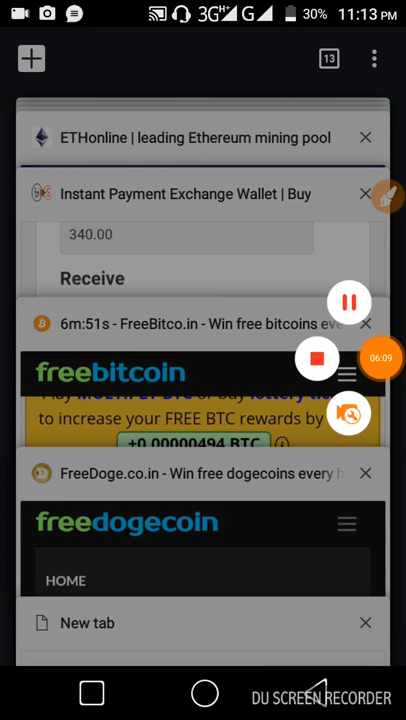 3G H+ G 30% 11:13 PM
13
ETHonline | leading Ethereum mining pool
Instant Payment Exchange Wallet | Buy
340.00
Receive
6m:51s - FreeBitco.in - Win free bitcoins eve
06:09
freebitcoin
to increase your FREE BTC rewards by
+0.00000494 BTC
FreeDoge.co.in - Win free dogecoins every h
freedogecoin
HOME
New tab
DU SCREEN RECORDER